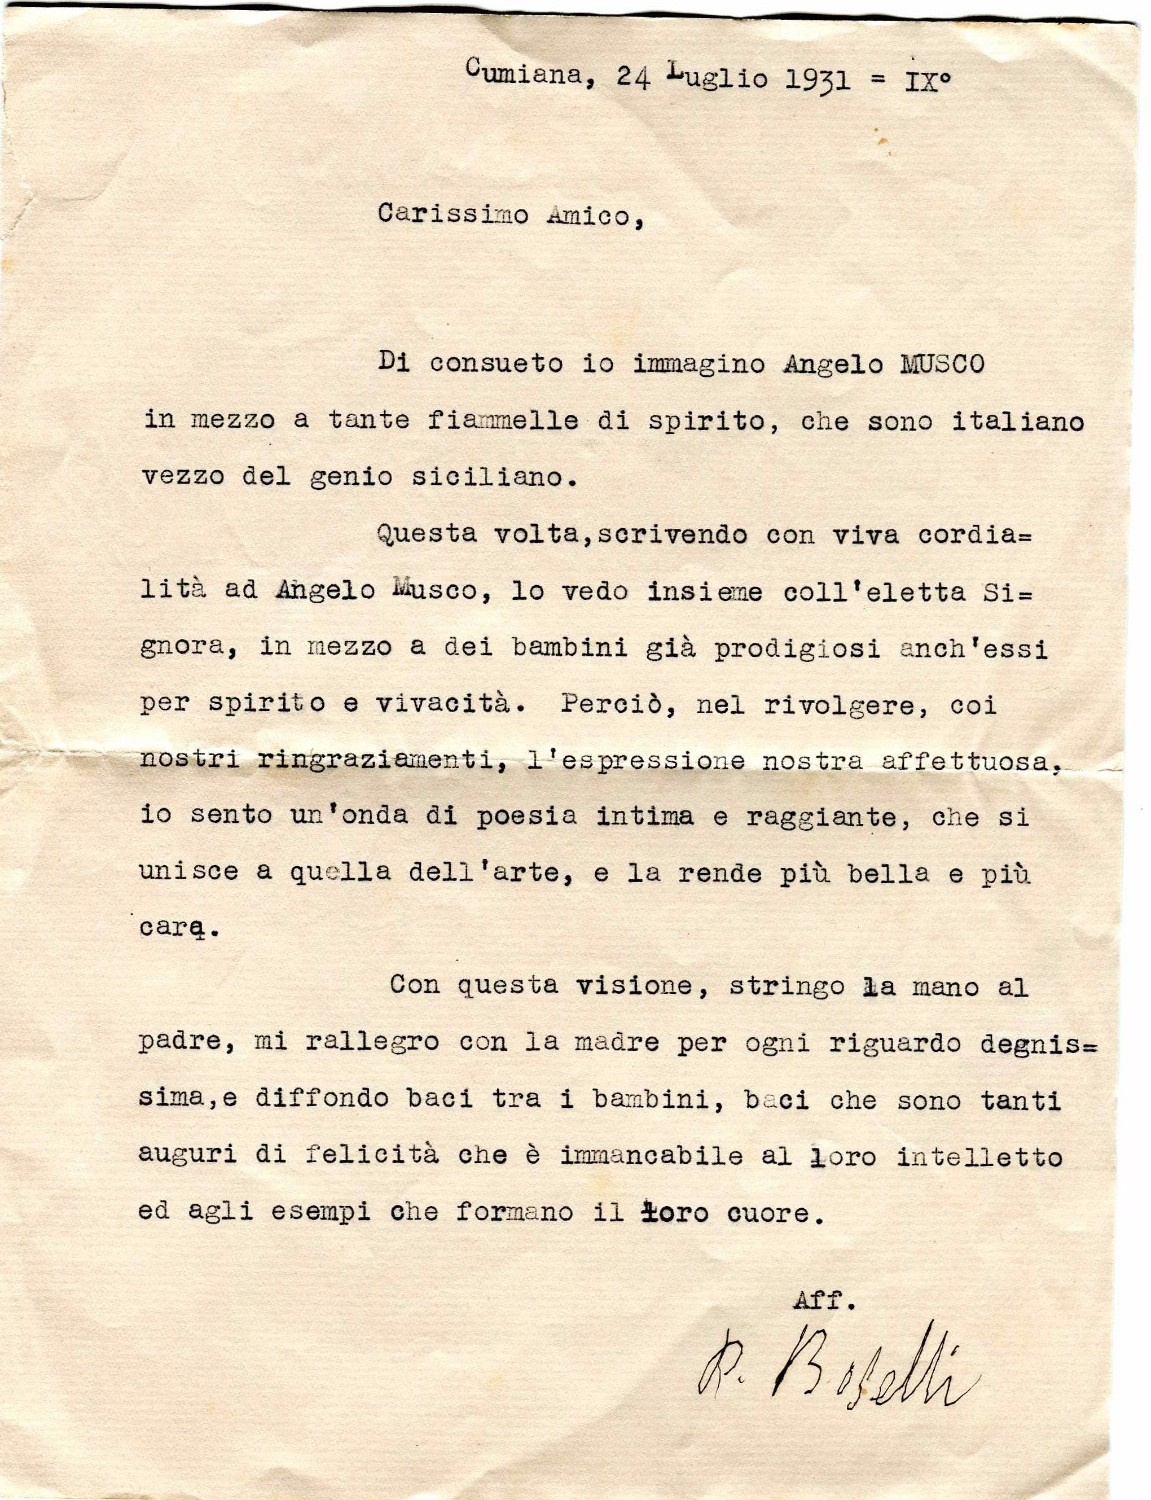 Cumiana, 24 Luglio 1931 = IX°
Carissimo Amico,
Di consueto io immagino Angelo MUSCO
in mezzo a tante fiammelle di spirito, che sono italiano
vezzo del genio siciliano.
Questa volta,scrivendo con viva cordia=
lità ad Angelo Musco, lo vedo insieme coll'eletta Si=
gnora, in mezzo a dei bambini già prodigiosi anch'essi
per spirito e vivacità. Perciò, nel rivolgere, coi
nostri ringraziamenti, l'espressione nostra affettuosa,
io sento un'onda di poesia intima e raggiante, che si
unisce a quella dell'arte, e la rende più bella e più
cara.
Con questa visione, stringo la mano al
padre, mi rallegro con la madre per ogni riguardo degnis=
sima,e diffondo baci tra i bambini, baci che sono tanti
auguri di felicità che è immancabile al loro intelletto
ed agli esempi che formano il loro cuore.
Aff.
P. Boselli